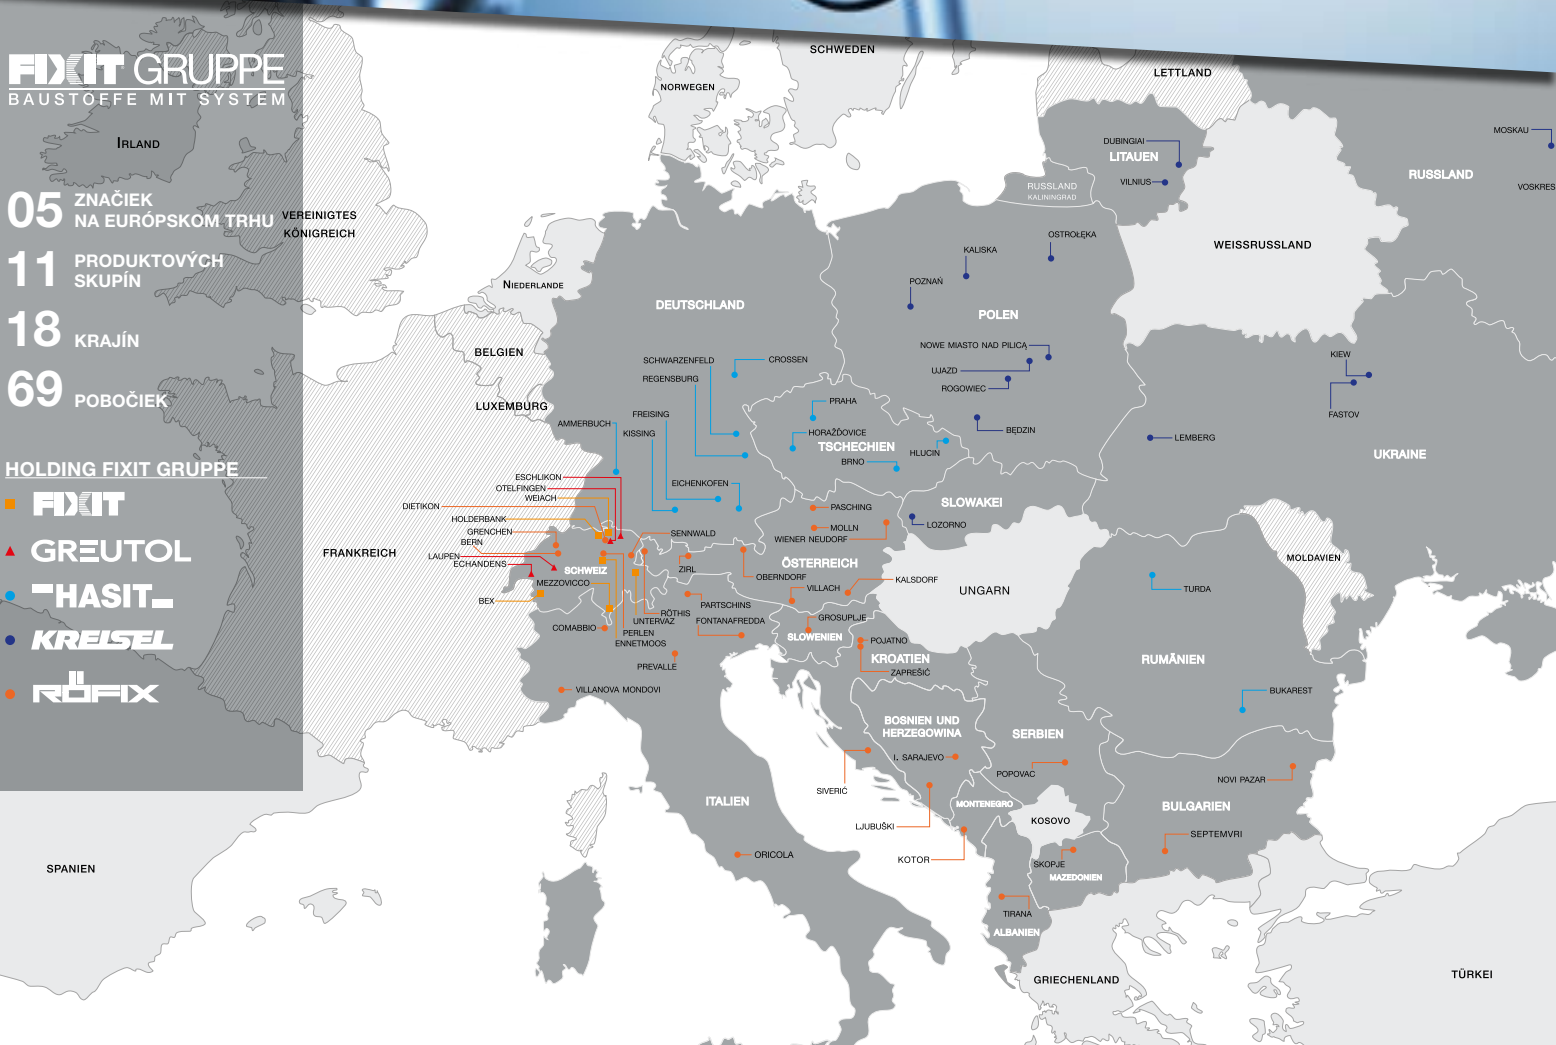 FIXIT GRUPPE
BAUSTOFFE MIT SYSTEM
05 ZNAČIEK
NA EURÓPSKOM TRHU
11 PRODUKTOVÝCH
SKUPÍN
18 KRAJÍN
69 POBOČIEK
HOLDING FIXIT GRUPPE
FIXIT
GREUTOL
HASIT
KREISEL
RÖFIX
SCHWEDEN
NORWEGEN
LETTLAND
IRLAND
VEREINIGTES
KÖNIGREICH
DUBINGIAI
LITAUEN
VILNIUS
MOSKAU
RUSSLAND
VOSKRES
RUSSLAND
KALININGRAD
WEISSRUSSLAND
OSTROŁĘKA
KALISKA
POZNAŃ
POLEN
NOWE MIASTO NAD PILICĄ
UJAZD
ROGOWIEC
BĘDZIN
NIEDERLANDE
DEUTSCHLAND
BELGIEN
LUXEMBURG
SCHWARZENFELD
CROSSEN
REGENSBURG
FREISING
AMMERBUCH
KISSING
EICHENKOFEN
PRAHA
HORAŽĎOVICE
TSCHECHIEN
BRNO
HLUCIN
KIEW
FASTOV
LEMBERG
UKRAINE
SLOWAKEI
LOZORNO
ESCHLIKON
OTELFINGEN
WEIACH
DIETIKON
HOLDERBANK
GRENCHEN
BERN
LAUPEN
ECHANDENS
FRANKREICH
SCHWEIZ
MEZZOVICCO
BEX
COMABBIO
SENNWALD
ZIRL
PASCHING
MOLLN
WIENER NEUDORF
ÖSTERREICH
OBERNDORF
VILLACH
KALSDORF
PARTSCHINS
RÖTHIS
UNTERVAZ
FONTANAFREDDA
PERLEN
ENNETMOOS
PREVALLE
VILLANOVA MONDOVI
GROSUPLJE
SLOWENIEN
POJATNO
KROATIEN
ZAPREŠIĆ
UNGARN
MOLDAVIEN
TURDA
RUMÄNIEN
BUKAREST
BOSNIEN UND
HERZEGOWINA
I. SARAJEVO
SIVERIĆ
LJUBUŠKI
SERBIEN
POPOVAC
MONTENEGRO
KOSOVO
KOTOR
NOVI PAZAR
BULGARIEN
SEPTEMVRI
SKOPJE
MAZEDONIEN
TIRANA
ALBANIEN
ITALIEN
ORICOLA
SPANIEN
GRIECHENLAND
TÜRKEI